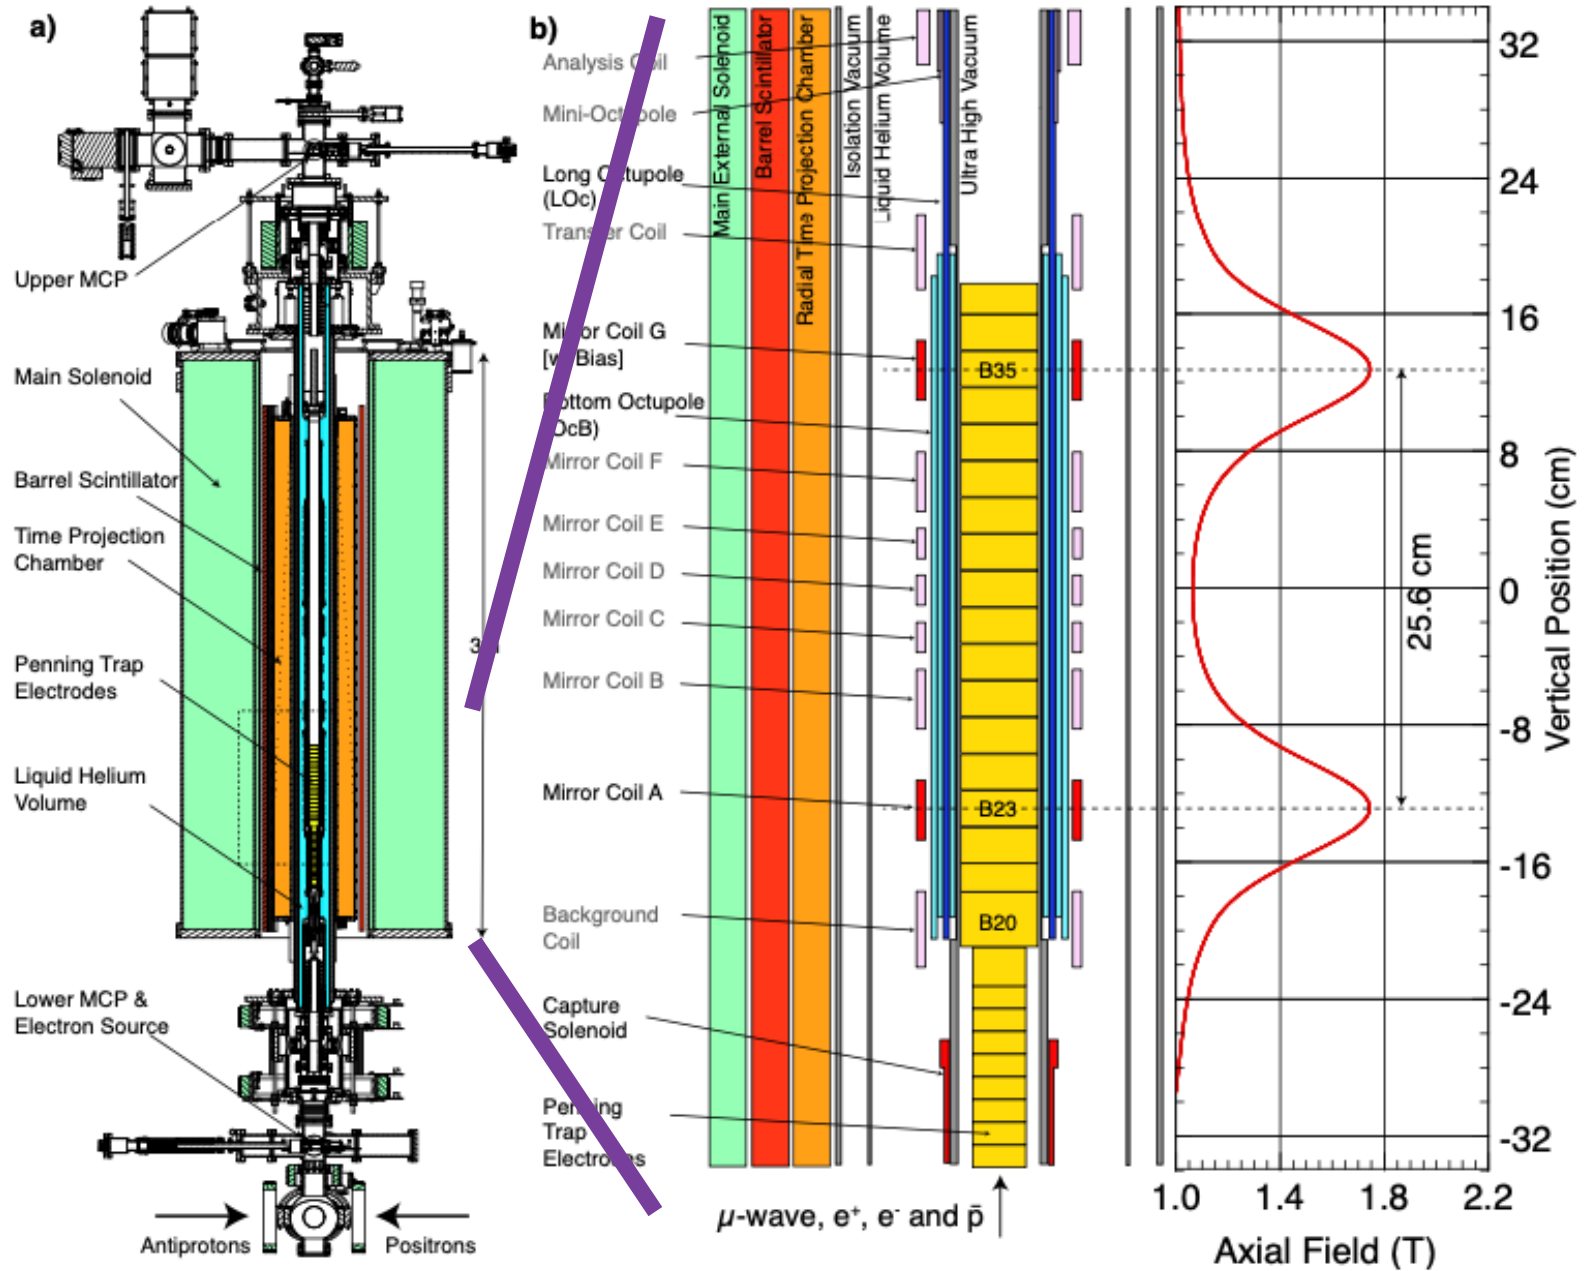 a)
Upper MCP
Main Solenoid
Barrel Scintillator
Time Projection
Chamber
Penning Trap
Electrodes
Liquid Helium
Volume
Lower MCP &
Electron Source
Antiprotons
Positrons
b)
Analysis Coil
Mini-Octupole
Long Octupole
(LOc)
Transfer Coil
Mirror Coil G
[w/ Bias]
Bottom Octupole
(OcB)
Mirror Coil F
Mirror Coil E
Mirror Coil D
Mirror Coil C
Mirror Coil B
Mirror Coil A
Background
Coil
Capture
Solenoid
Penning
Trap
Electrodes
Main External Solenoid
Barrel Scintillator
Radial Time Projection Chamber
Isolation Vacuum
Liquid Helium Volume
Ultra High Vacuum
B35
B23
B20
µ-wave, e⁺, e⁻ and p̄
25.6 cm
32
24
16
8
0
-8
-16
-24
-32
Vertical Position (cm)
1.0 1.4 1.8 2.2
Axial Field (T)